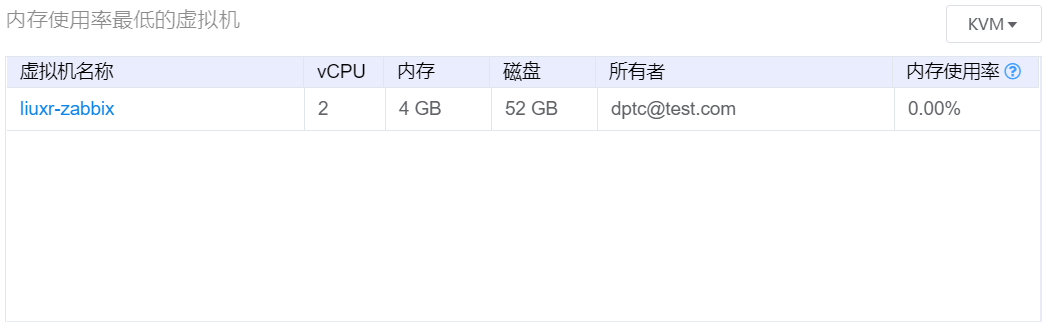 内存使用率最低的虚拟机
KVM
虚拟机名称 vCPU 内存 磁盘 所有者 内存使用率
liuxr-zabbix 2 4 GB 52 GB dptc@test.com 0.00%